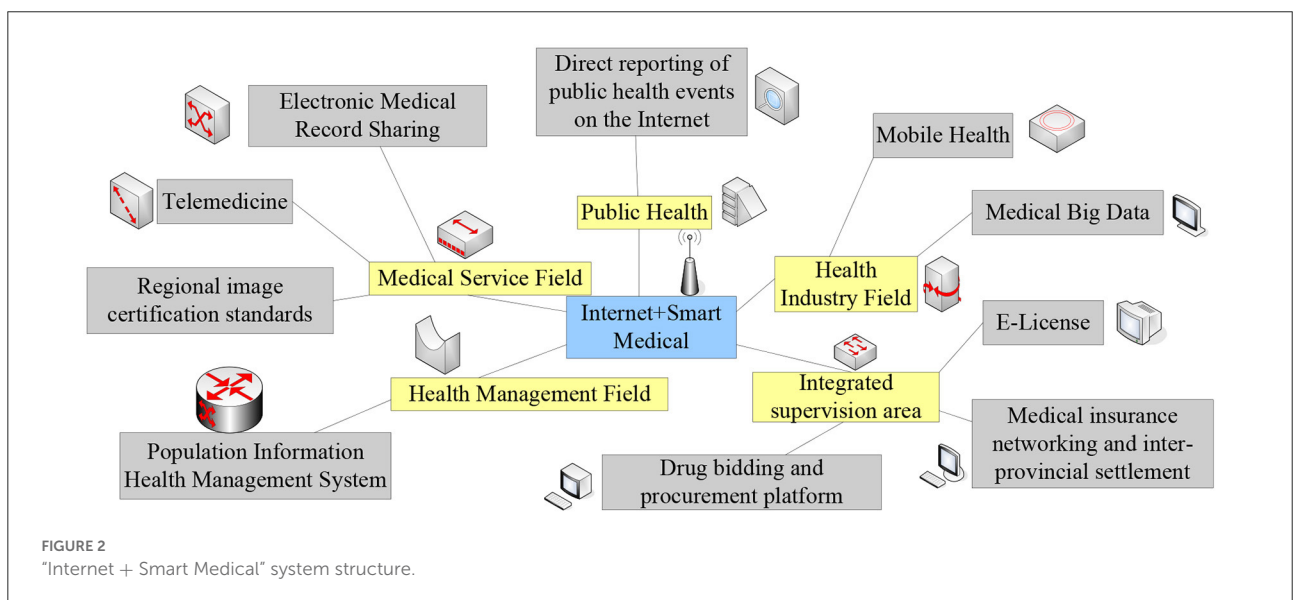 Direct reporting of
public health events
on the Internet
Electronic Medical
Record Sharing
Mobile Health
Telemedicine
Public Health
Medical Big Data
Medical Service Field
Health
Industry Field
Regional image
certification standards
Internet+Smart
Medical
E-License
Health Management Field
Integrated
supervision area
Population Information
Health Management System
Drug bidding and
procurement platform
Medical insurance
networking and inter-
provincial settlement
FIGURE 2
"Internet + Smart Medical" system structure.